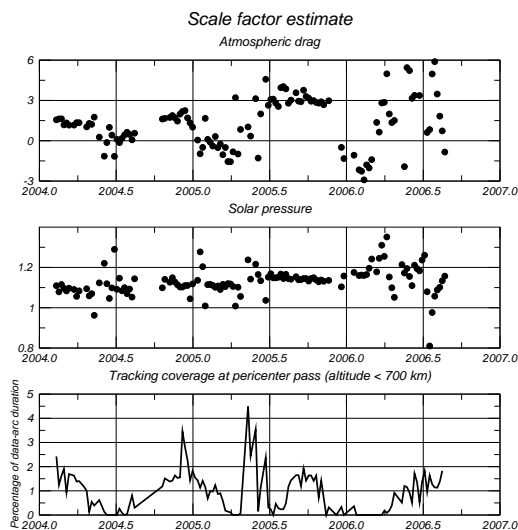 Scale factor estimate
Atmospheric drag
6
3
0
-3
2004.0 2004.5 2005.0 2005.5 2006.0 2006.5 2007.0
Solar pressure
1.2
1
0.8
2004.0 2004.5 2005.0 2005.5 2006.0 2006.5 2007.0
Tracking coverage at pericenter pass (altitude < 700 km)
Percentage of data-arc duration
5
4
3
2
1
0
2004.0 2004.5 2005.0 2005.5 2006.0 2006.5 2007.0